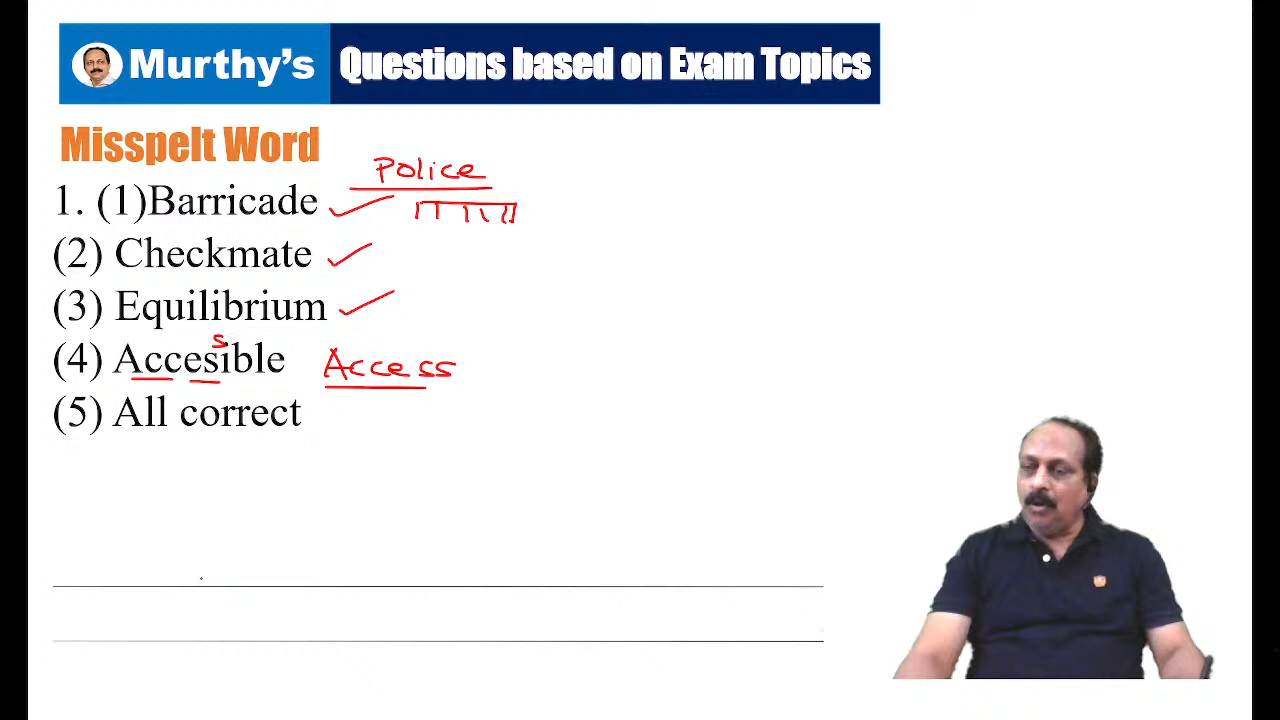 Murthy's Questions based on Exam Topics
Misspelt Word
Police
1. (1)Barricade
(2) Checkmate
(3) Equilibrium
s
(4) Accesible Access
(5) All correct